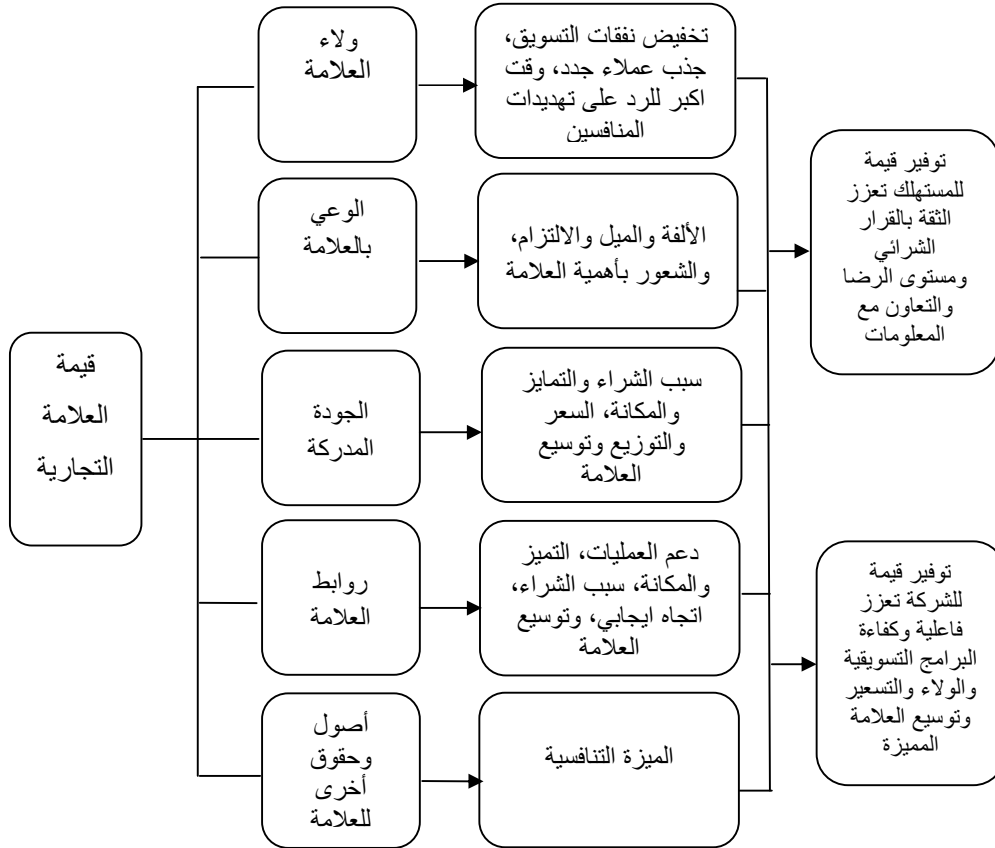 ولاء
العلامة
تخفيض نفقات التسويق،
جذب عملاء جدد، وقت
اكبر للرد على تهديدات
المنافسين
توفير قيمة
للمستهلك تعزز
الثقة بالقرار
الشرائي
ومستوى الرضا
والتعاون مع
المعلومات
الوعي
بالعلامة
الألفة والميل والالتزام،
والشعور بأهمية العلامة
قيمة
العلامة
التجارية
الجودة
المدركة
سبب الشراء والتمايز
والمكانة، السعر
والتوزيع وتوسيع
العلامة
روابط
العلامة
دعم العمليات، التميز
والمكانة، سبب الشراء،
اتجاه ايجابي، وتوسيع
العلامة
توفير قيمة
للشركة تعزز
فاعلية وكفاءة
البرامج التسويقية
والولاء والتسعير
وتوسيع العلامة
المميزة
أصول
وحقوق
أخرى
للعلامة
الميزة التنافسية